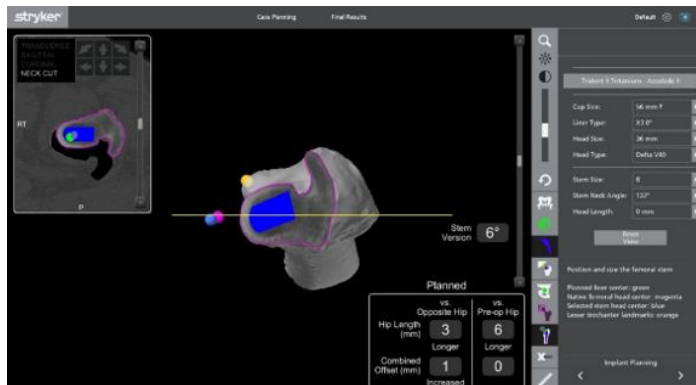 stryker
Case Planning
Final Results
Default
TRANSVERSE
SAGITTAL
CORONAL
NECK CUT
RT
P
Stem
Version
6°
Planned
vs.
Opposite Hip
vs.
Pre-op Hip
Hip Length
(mm)
3
6
Longer
Longer
Combined
Offset (mm)
1
0
Increased
Trident II Tritanium - Accolade II
Cup Size:
56 mm F
Liner Type:
X3 0°
Head Size:
36 mm
Head Type:
Delta V40
Stem Size:
Stem Neck Angle:
132°
Head Length:
0 mm
Reset
View
Position and size the femoral stem
Planned liner center: green
Native femoral head center: magenta
Selected stem head center: blue
Lesser trochanter landmarks: orange
Implant Planning